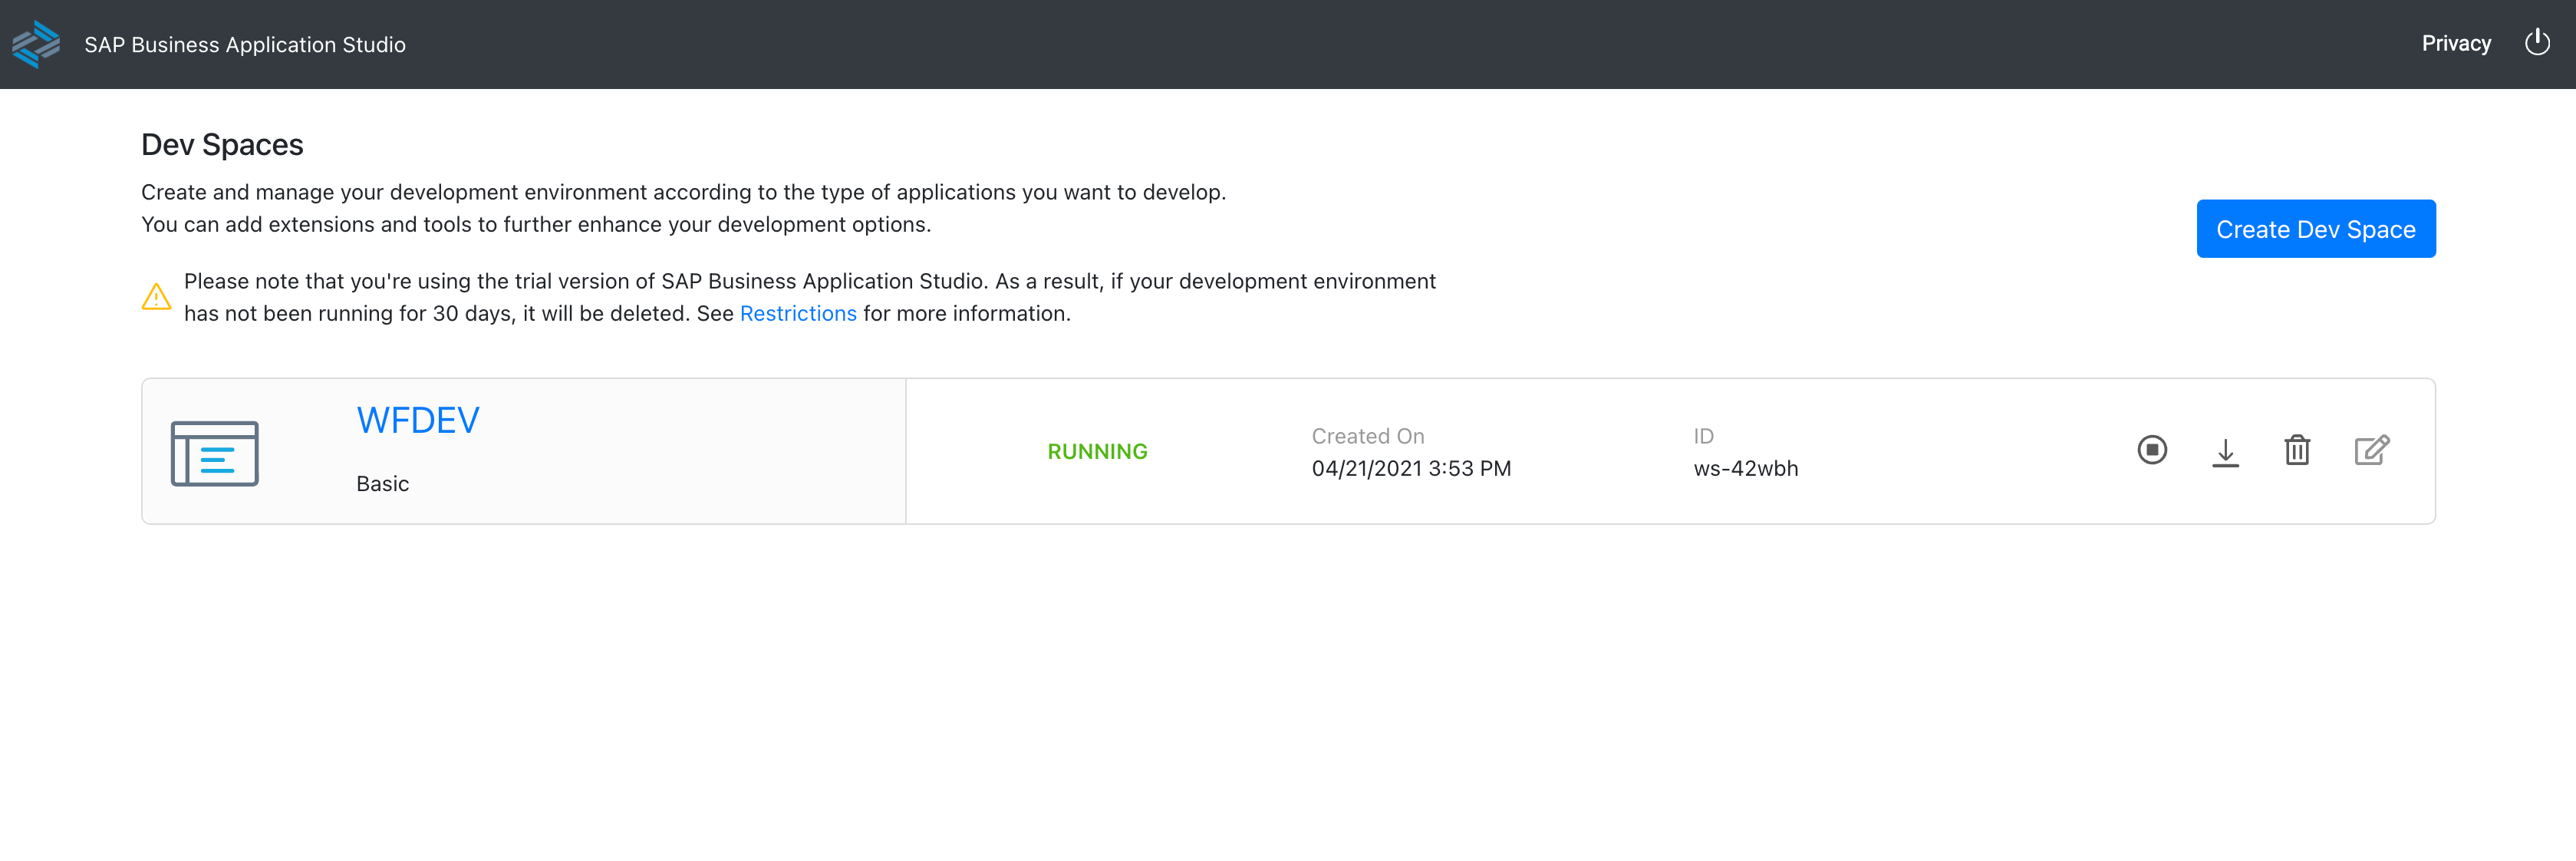 SAP Business Application Studio
Privacy
Dev Spaces
Create and manage your development environment according to the type of applications you want to develop.
You can add extensions and tools to further enhance your development options.
Create Dev Space
Please note that you're using the trial version of SAP Business Application Studio. As a result, if your development environment
has not been running for 30 days, it will be deleted. See Restrictions for more information.
WFDEV
Basic
RUNNING
Created On
04/21/2021 3:53 PM
ID
ws-42wbh